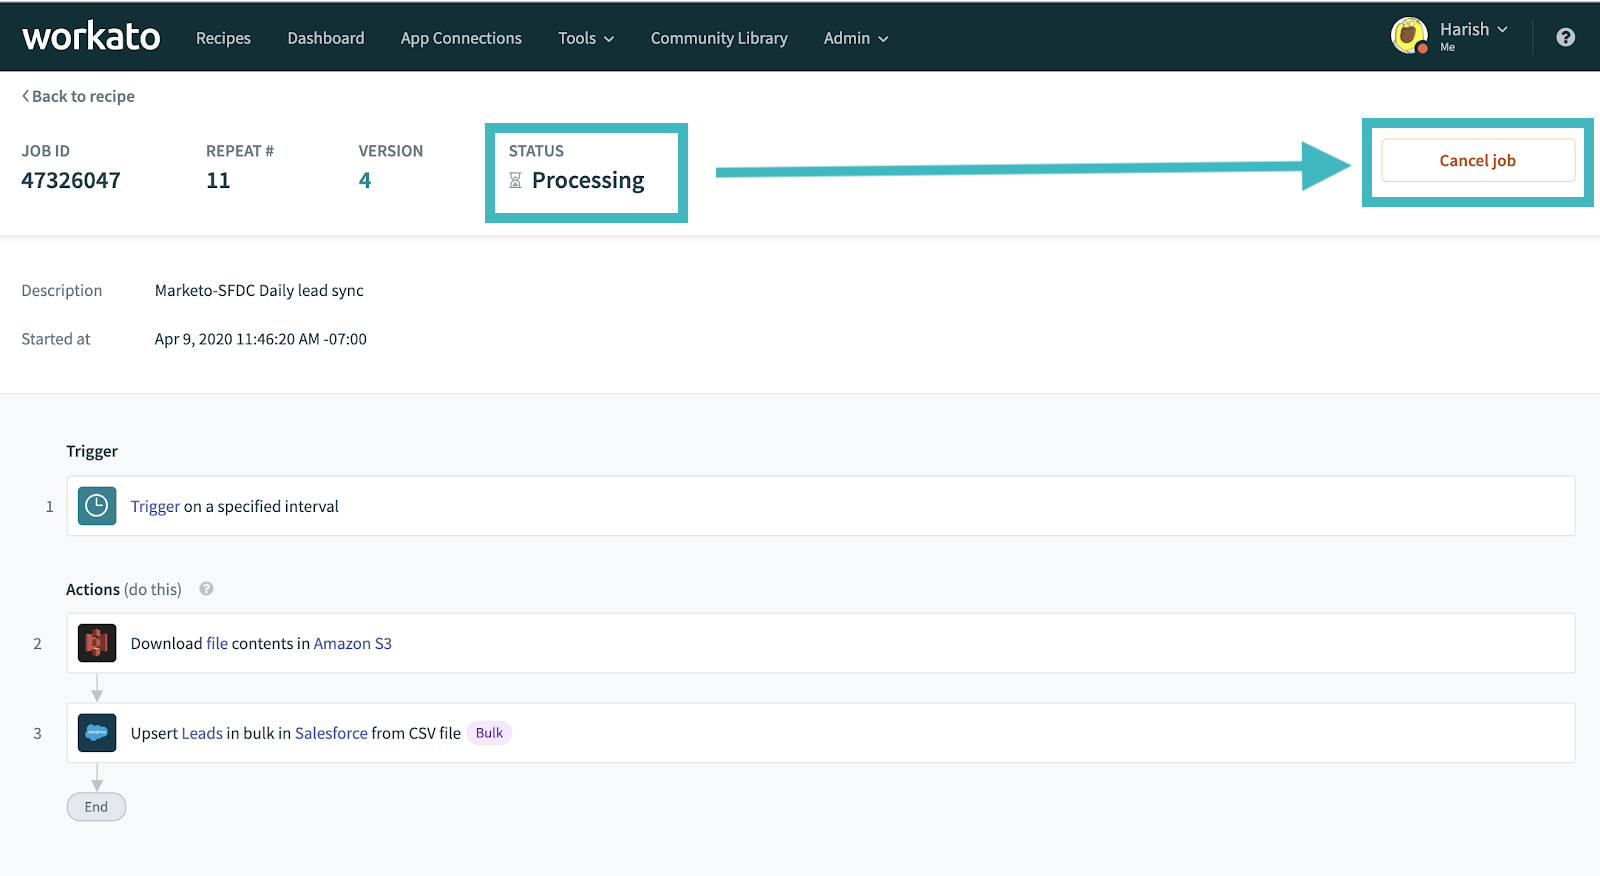 workato Recipes Dashboard App Connections Tools Community Library Admin Harish
Me
Back to recipe
JOB ID REPEAT # VERSION STATUS
47326047 11 4 Processing Cancel job
Description Marketo-SFDC Daily lead sync
Started at Apr 9, 2020 11:46:20 AM -07:00
Trigger
1 Trigger on a specified interval
Actions (do this) ?
2 Download file contents in Amazon S3
3 Upsert Leads in bulk in Salesforce from CSV file Bulk
End